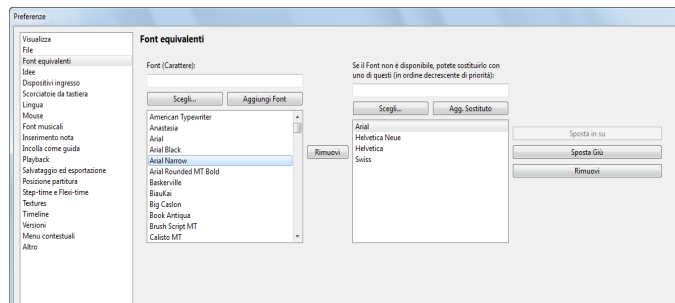 Preferenze
Visualizza
File
Font equivalenti
Idee
Dispositivi ingresso
Scorciatoie da tastiera
Lingua
Mouse
Font musicali
Inserimento nota
Incolla come guida
Playback
Salvataggio ed esportazione
Posizione partitura
Step-time e Flexi-time
Textures
Timeline
Versioni
Menu contestuali
Altro
Font equivalenti
Font (Carattere):
Scegli... Aggiungi Font
American Typewriter
Anastasia
Arial
Arial Black
Arial Narrow
Arial Rounded MT Bold
Baskerville
BiauKai
Big Caslon
Book Antiqua
Brush Script MT
Calisto MT
Rimuovi
Se il Font non è disponibile, potete sostituirlo con
uno di questi (in ordine decrescente di priorità):
Scegli... Agg. Sostituto
Arial
Helvetica Neue
Helvetica
Swiss
Sposta in su
Sposta Giù
Rimuovi